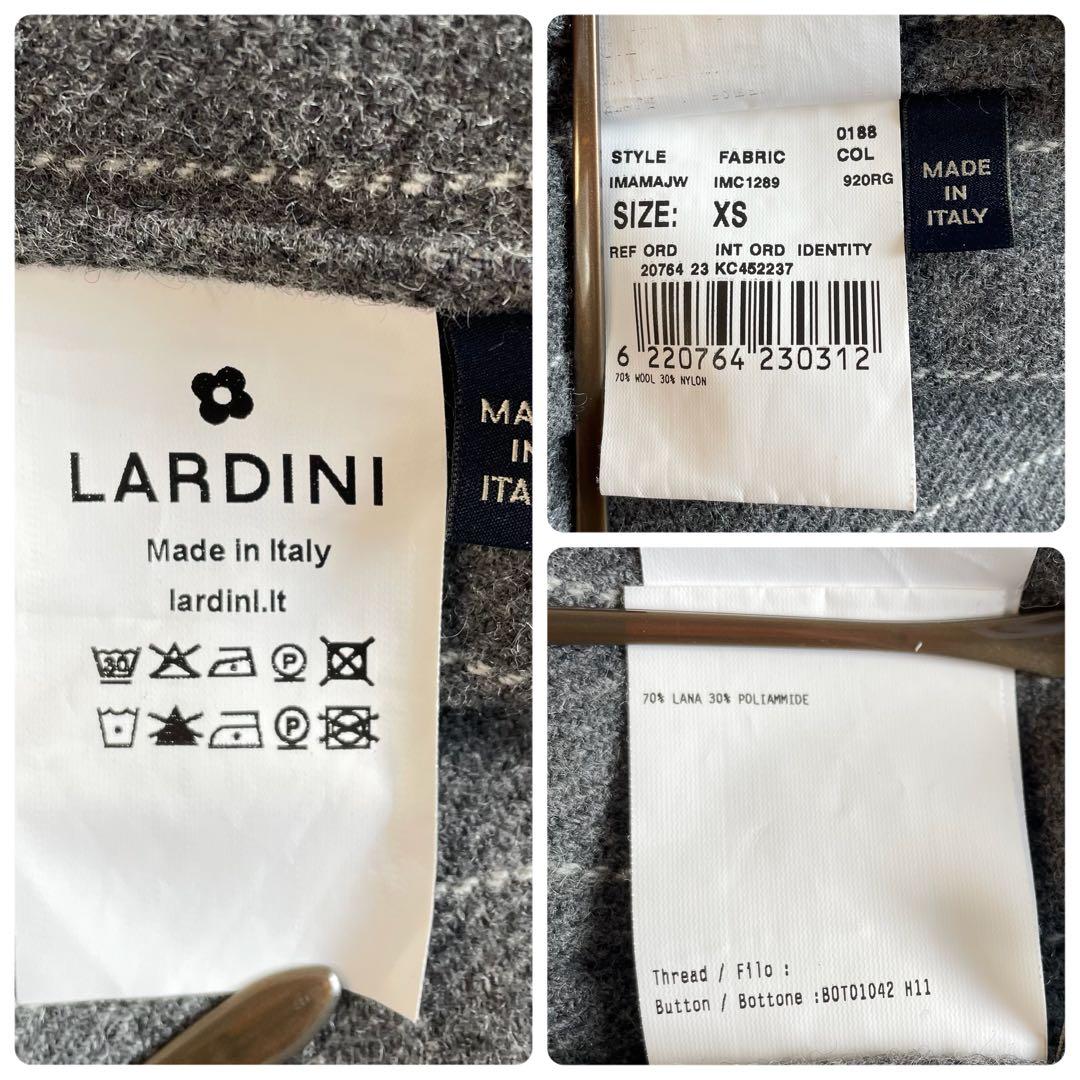 LARDINI
Made in Italy
lardini.it
30
P
P
MA
IN
ITA
0188
STYLE FABRIC COL
IMAMAJW IMC1289 920RG
SIZE: XS
REF ORD INT ORD IDENTITY
20764 23 KC452237
6 220764 230312
70% WOOL 30% NYLON
MADE
IN
ITALY
70% LANA 30% POLIAMMIDE
Thread / Filo :
Button / Bottone :BOTO1042 H11